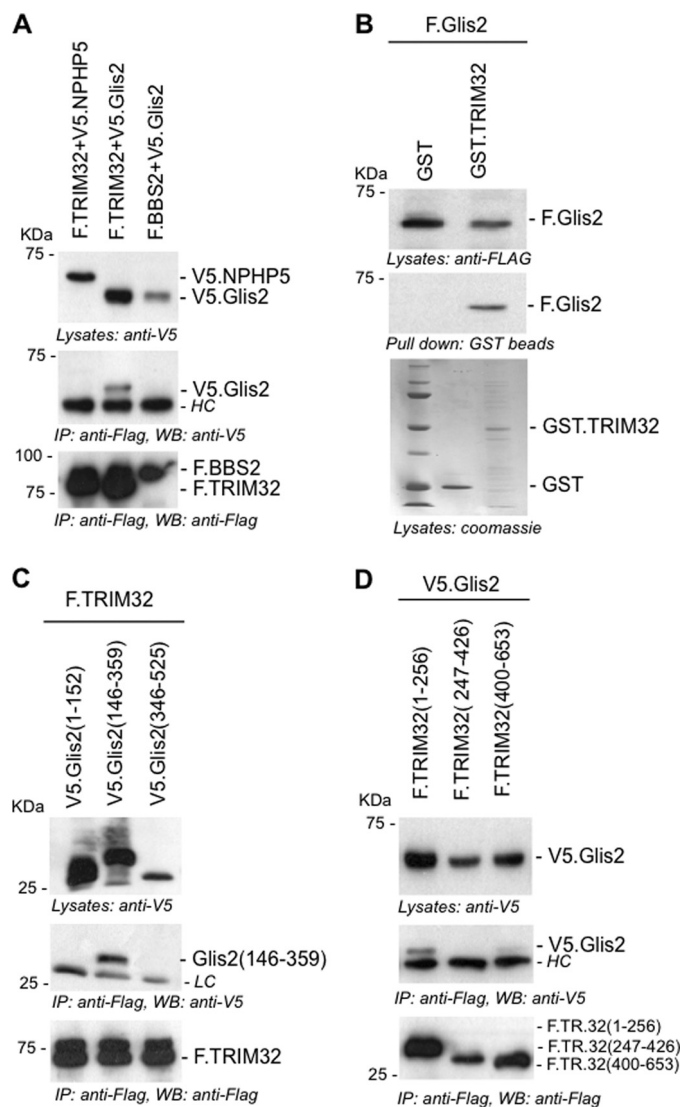 A
F.TRIM32+V5.NPHP5
F.TRIM32+V5.Glis2
F.BBS2+V5.Glis2
KDa
75 -
- V5.NPHP5
- V5.Glis2
Lysates: anti-V5
75 -
- V5.Glis2
- HC
IP: anti-Flag, WB: anti-V5
100 -
75 -
- F.BBS2
- F.TRIM32
IP: anti-Flag, WB: anti-Flag
B
F.Glis2
GST
GST.TRIM32
KDa
75 -
- F.Glis2
Lysates: anti-FLAG
75 -
- F.Glis2
Pull down: GST beads
- GST.TRIM32
- GST
Lysates: coomassie
C
F.TRIM32
V5.Glis2(1-152)
V5.Glis2(146-359)
V5.Glis2(346-525)
KDa
25 -
Lysates: anti-V5
Glis2(146-359)
25 -
- LC
IP: anti-Flag, WB: anti-V5
75 -
- F.TRIM32
IP: anti-Flag, WB: anti-Flag
D
V5.Glis2
F.TRIM32(1-256)
F.TRIM32( 247-426)
F.TRIM32(400-653)
KDa
75 -
- V5.Glis2
Lysates: anti-V5
- V5.Glis2
- HC
IP: anti-Flag, WB: anti-V5
- F.TR.32(1-256)
- F.TR.32(247-426)
- F.TR.32(400-653)
25 -
IP: anti-Flag, WB: anti-Flag